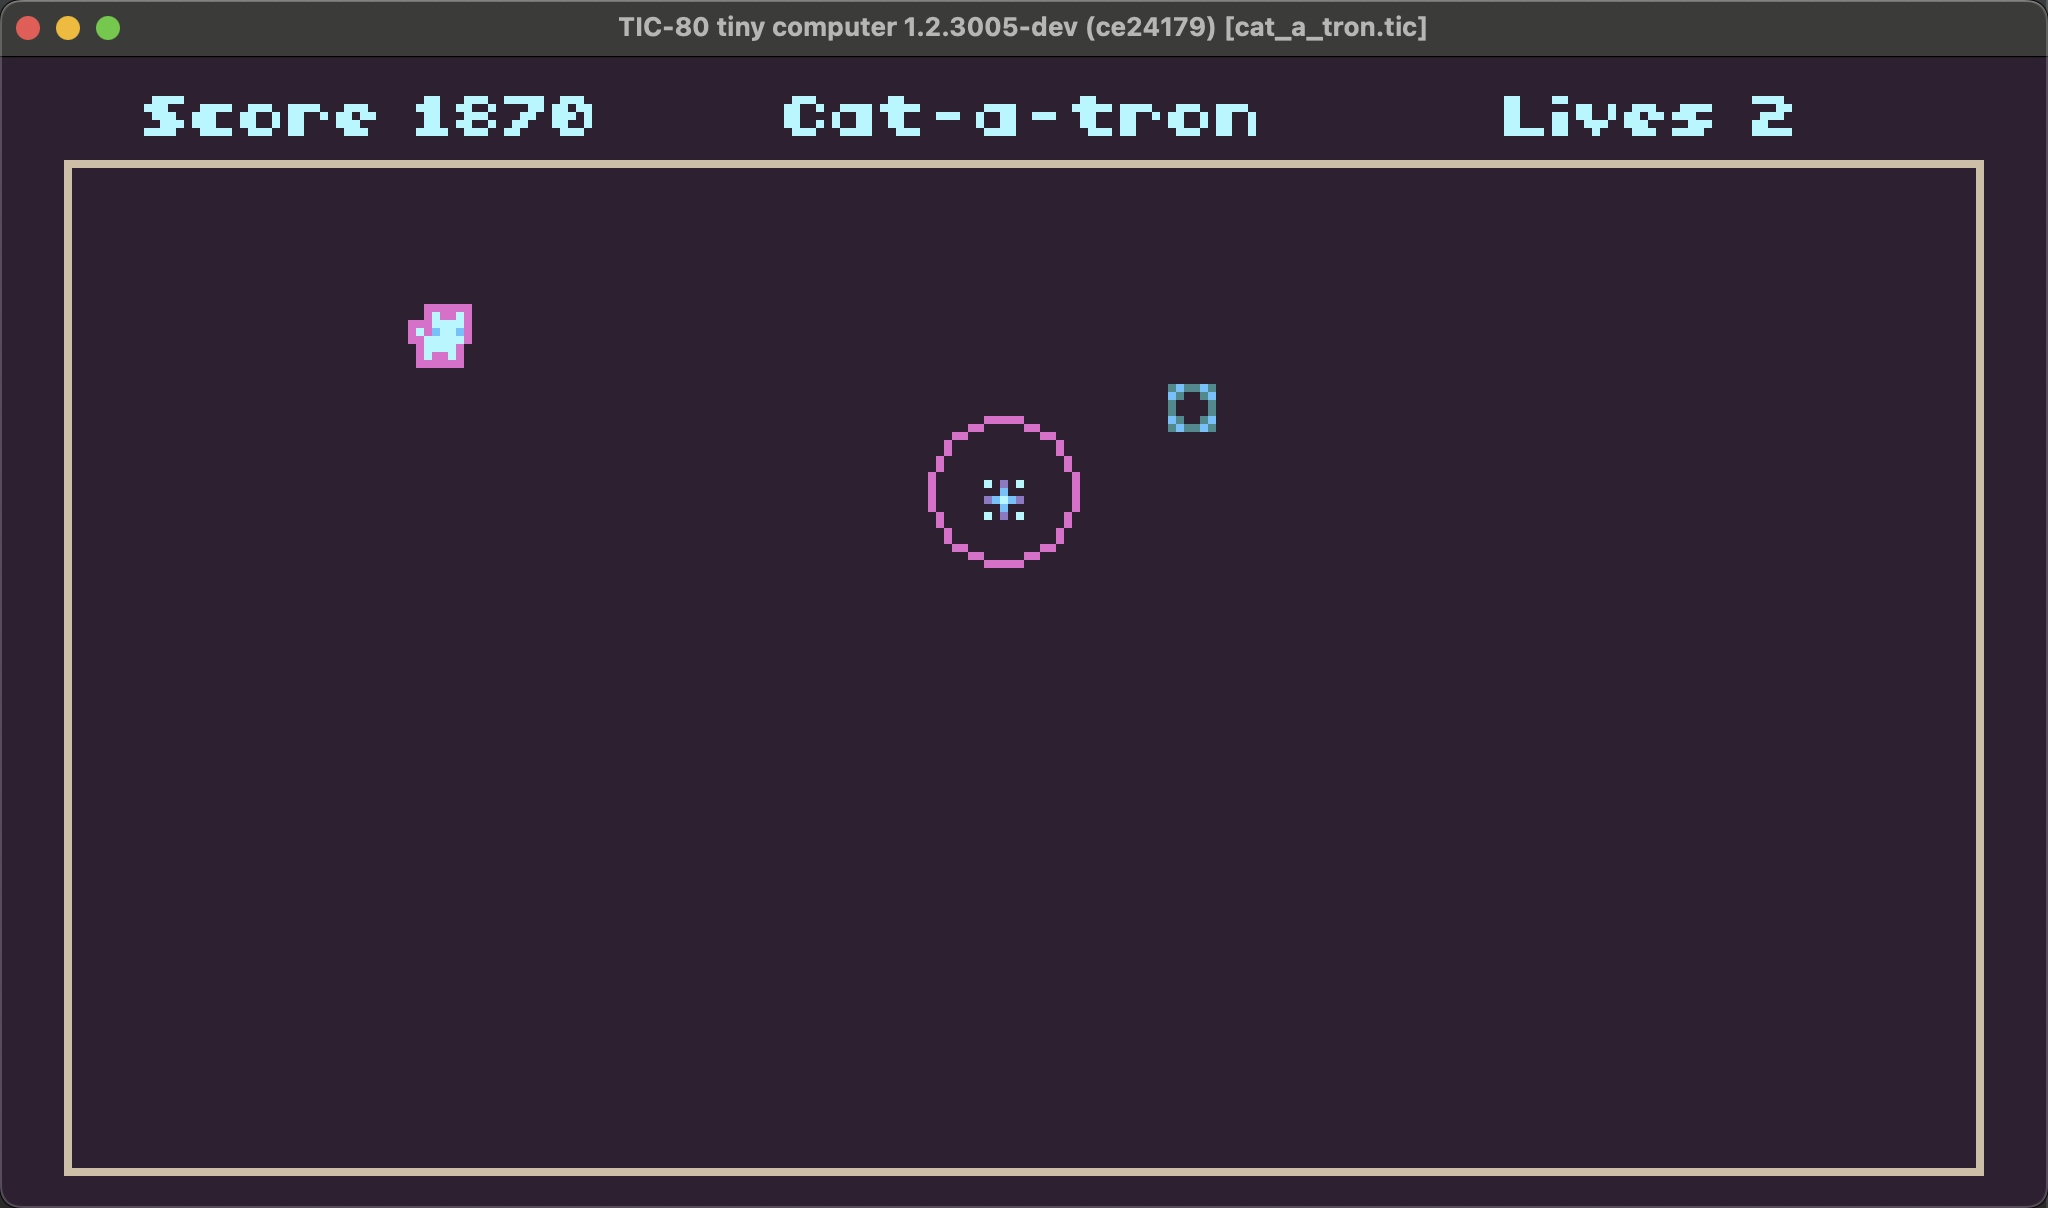 TIC-80 tiny computer 1.2.3005-dev (ce24179) [cat_a_tron.tic]
Score 1870 Cat-a-tron Lives 2